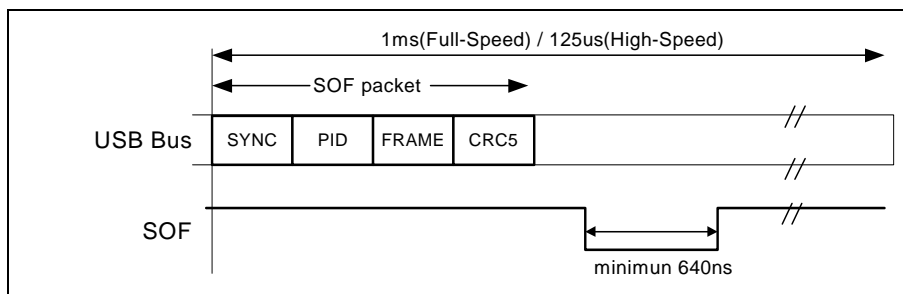 1ms(Full-Speed) / 125us(High-Speed)
SOF packet
USB Bus SYNC PID FRAME CRC5
SOF
minimun 640ns